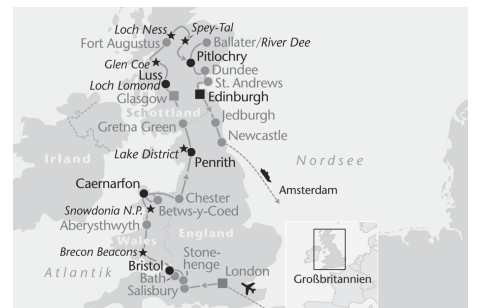 Loch Ness
Spey-Tal
Fort Augustus
Ballater/River Dee
Glen Coe
Pitlochry
Luss
Dundee
Loch Lomond
St. Andrews
Glasgow
Edinburgh
Schottland
Jedburgh
Gretna Green
Newcastle
Irland
Lake District
Nordsee
Penrith
Amsterdam
Caernarfon
Chester
Snowdonia N.P.
Betws-y-Coed
Aberysthwyth
England
Wales
Brecon Beacons
Stone-
henge
Atlantik
Bristol
London
Bath
Salisbury
Großbritannien